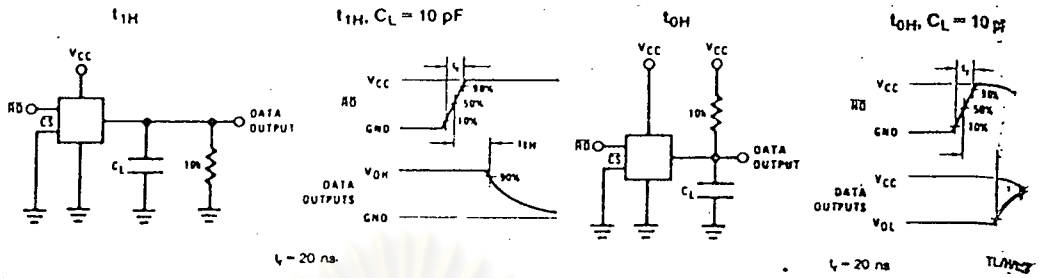 t1H
VCC
RD
CS
CL
10k
DATA
OUTPUT
t1H, CL = 10 pF
tr
VCC
RD
GND
90%
50%
10%
t1H
VOH
DATA
OUTPUTS
GND
90%
tr = 20 ns.
t0H
VCC
VCC
10k
RD
CS
DATA
OUTPUT
CL
t0H, CL = 10 pF
tr
VCC
RD
GND
90%
50%
10%
VCC
DATA
OUTPUTS
VOL
tr = 20 ns